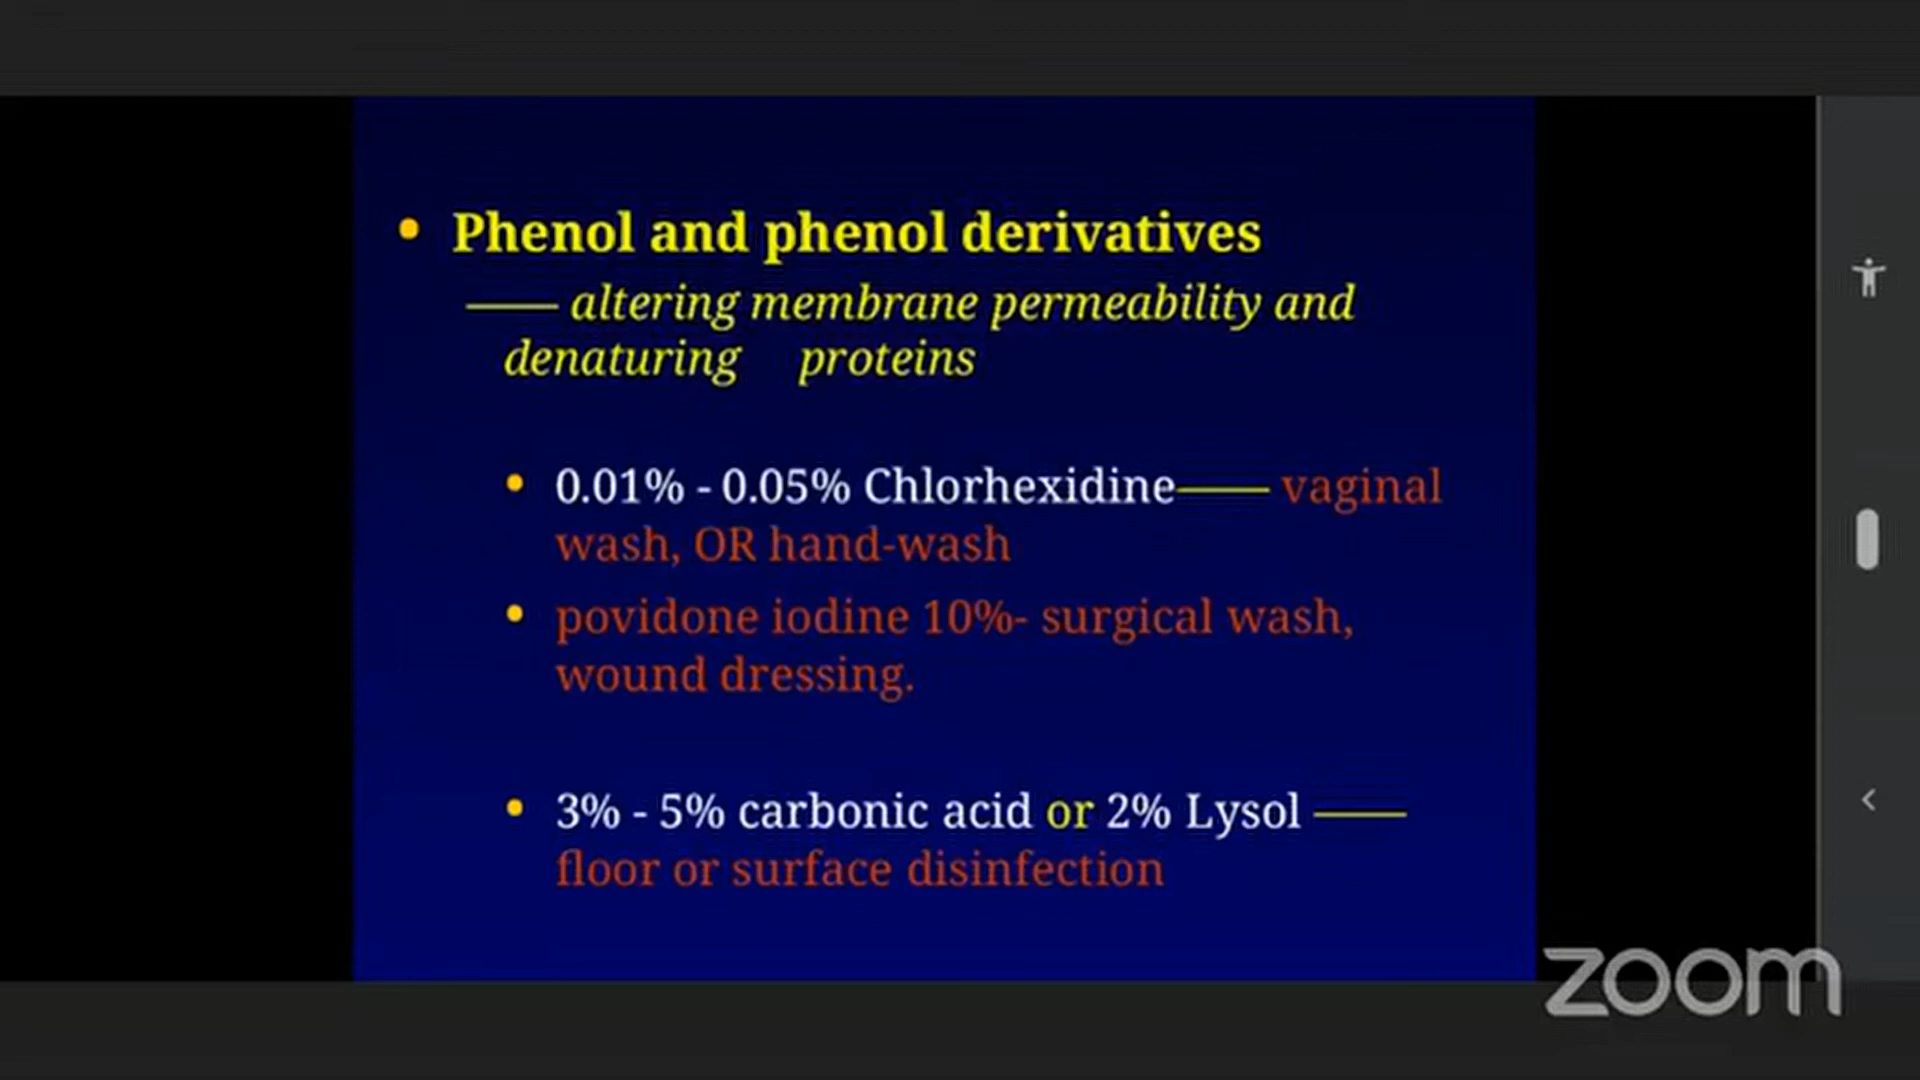 • Phenol and phenol derivatives
—— altering membrane permeability and
denaturing proteins
• 0.01% - 0.05% Chlorhexidine—— vaginal
wash, OR hand-wash
• povidone iodine 10%- surgical wash,
wound dressing.
• 3% - 5% carbonic acid or 2% Lysol ——
floor or surface disinfection
zoom